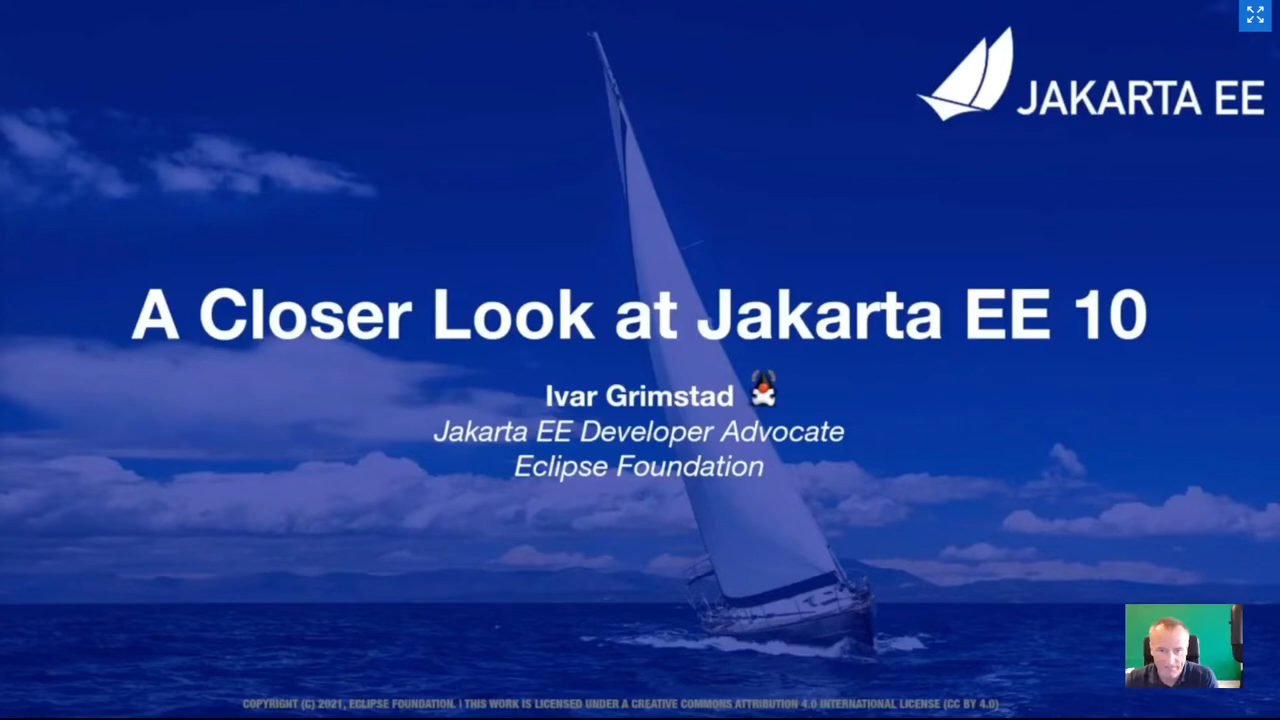 JAKARTA EE
A Closer Look at Jakarta EE 10
Ivar Grimstad
Jakarta EE Developer Advocate
Eclipse Foundation
COPYRIGHT (C) 2021, ECLIPSE FOUNDATION. | THIS WORK IS LICENSED UNDER A CREATIVE COMMONS ATTRIBUTION 4.0 INTERNATIONAL LICENSE (CC BY 4.0)